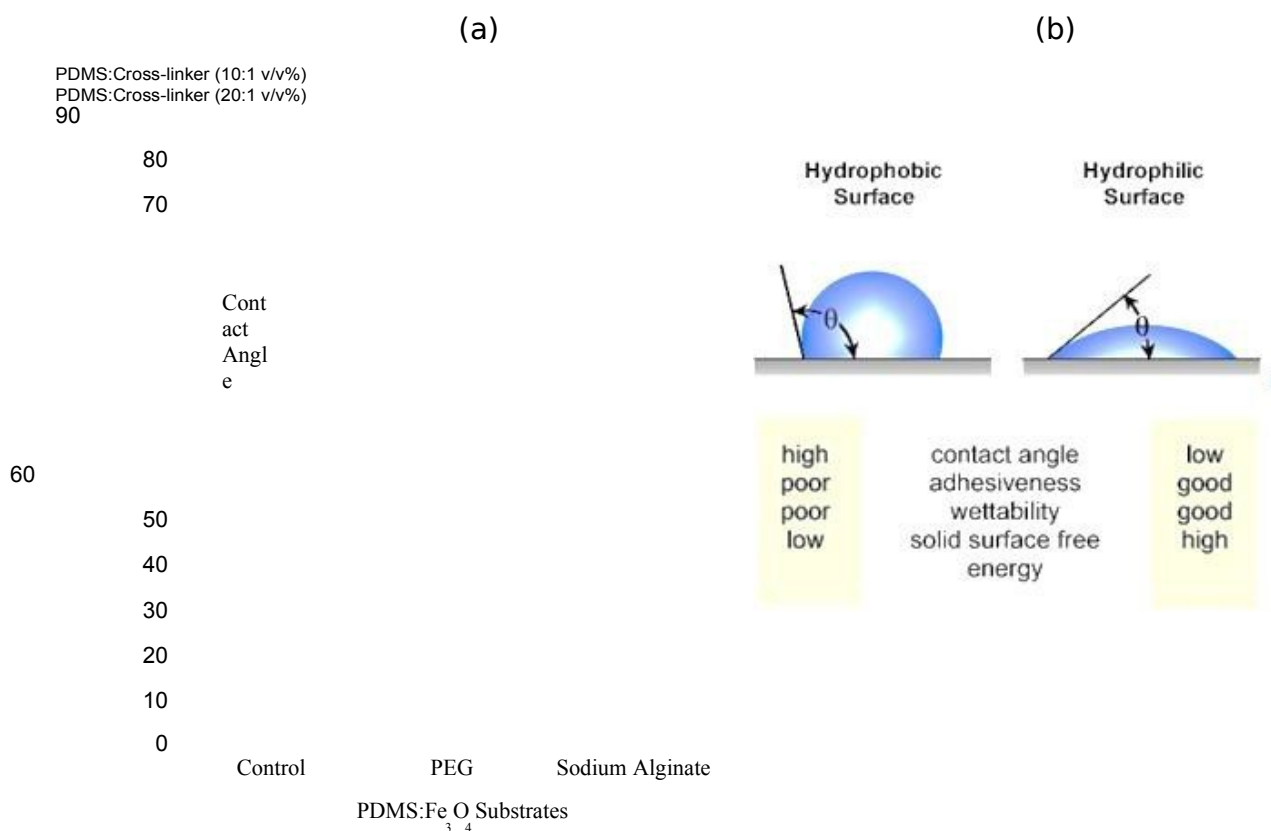 (a)
PDMS:Cross-linker (10:1 v/v%)
PDMS:Cross-linker (20:1 v/v%)
90
80
70
Cont
act
Angl
e
60
50
40
30
20
10
0
Control PEG Sodium Alginate
PDMS:Fe3O4 Substrates
(b)
Hydrophobic
Surface
Hydrophilic
Surface
θ
θ
high contact angle low
poor adhesiveness good
poor wettability good
low solid surface free high
energy